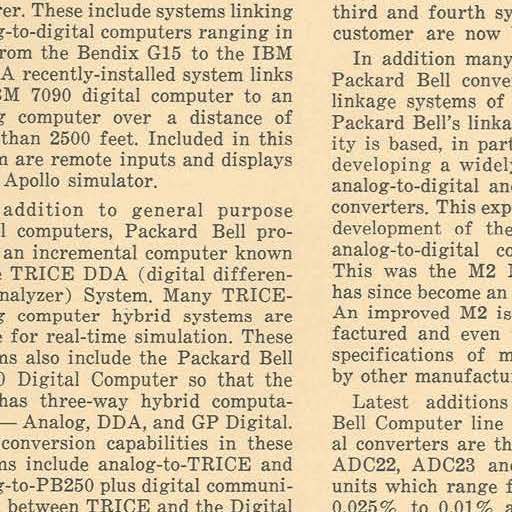 er. These include systems linking
g-to-digital computers ranging in
rom the Bendix G15 to the IBM
A recently-installed system links
BM 7090 digital computer to an
g computer over a distance of
than 2500 feet. Included in this
m are remote inputs and displays
Apollo simulator.
addition to general purpose
l computers, Packard Bell pro-
an incremental computer known
e TRICE DDA (digital differen-
nalyzer) System. Many TRICE-
g computer hybrid systems are
e for real-time simulation. These
ms also include the Packard Bell
0 Digital Computer so that the
has three-way hybrid computa-
— Analog, DDA, and GP Digital.
conversion capabilities in these
ms include analog-to-TRICE and
g-to-PB250 plus digital communi-
between TRICE and the Digital
third and fourth sy
customer are now
In addition many
Packard Bell conve
linkage systems of
Packard Bell's linka
ity is based, in part
developing a widely
analog-to-digital an
converters. This exp
development of the
analog-to-digital co
This was the M2
has since become an
An improved M2 is
factured and even
specifications of m
by other manufactu
Latest additions
Bell Computer line
al converters are th
ADC22, ADC23 and
units which range f
0.025% to 0.01% a